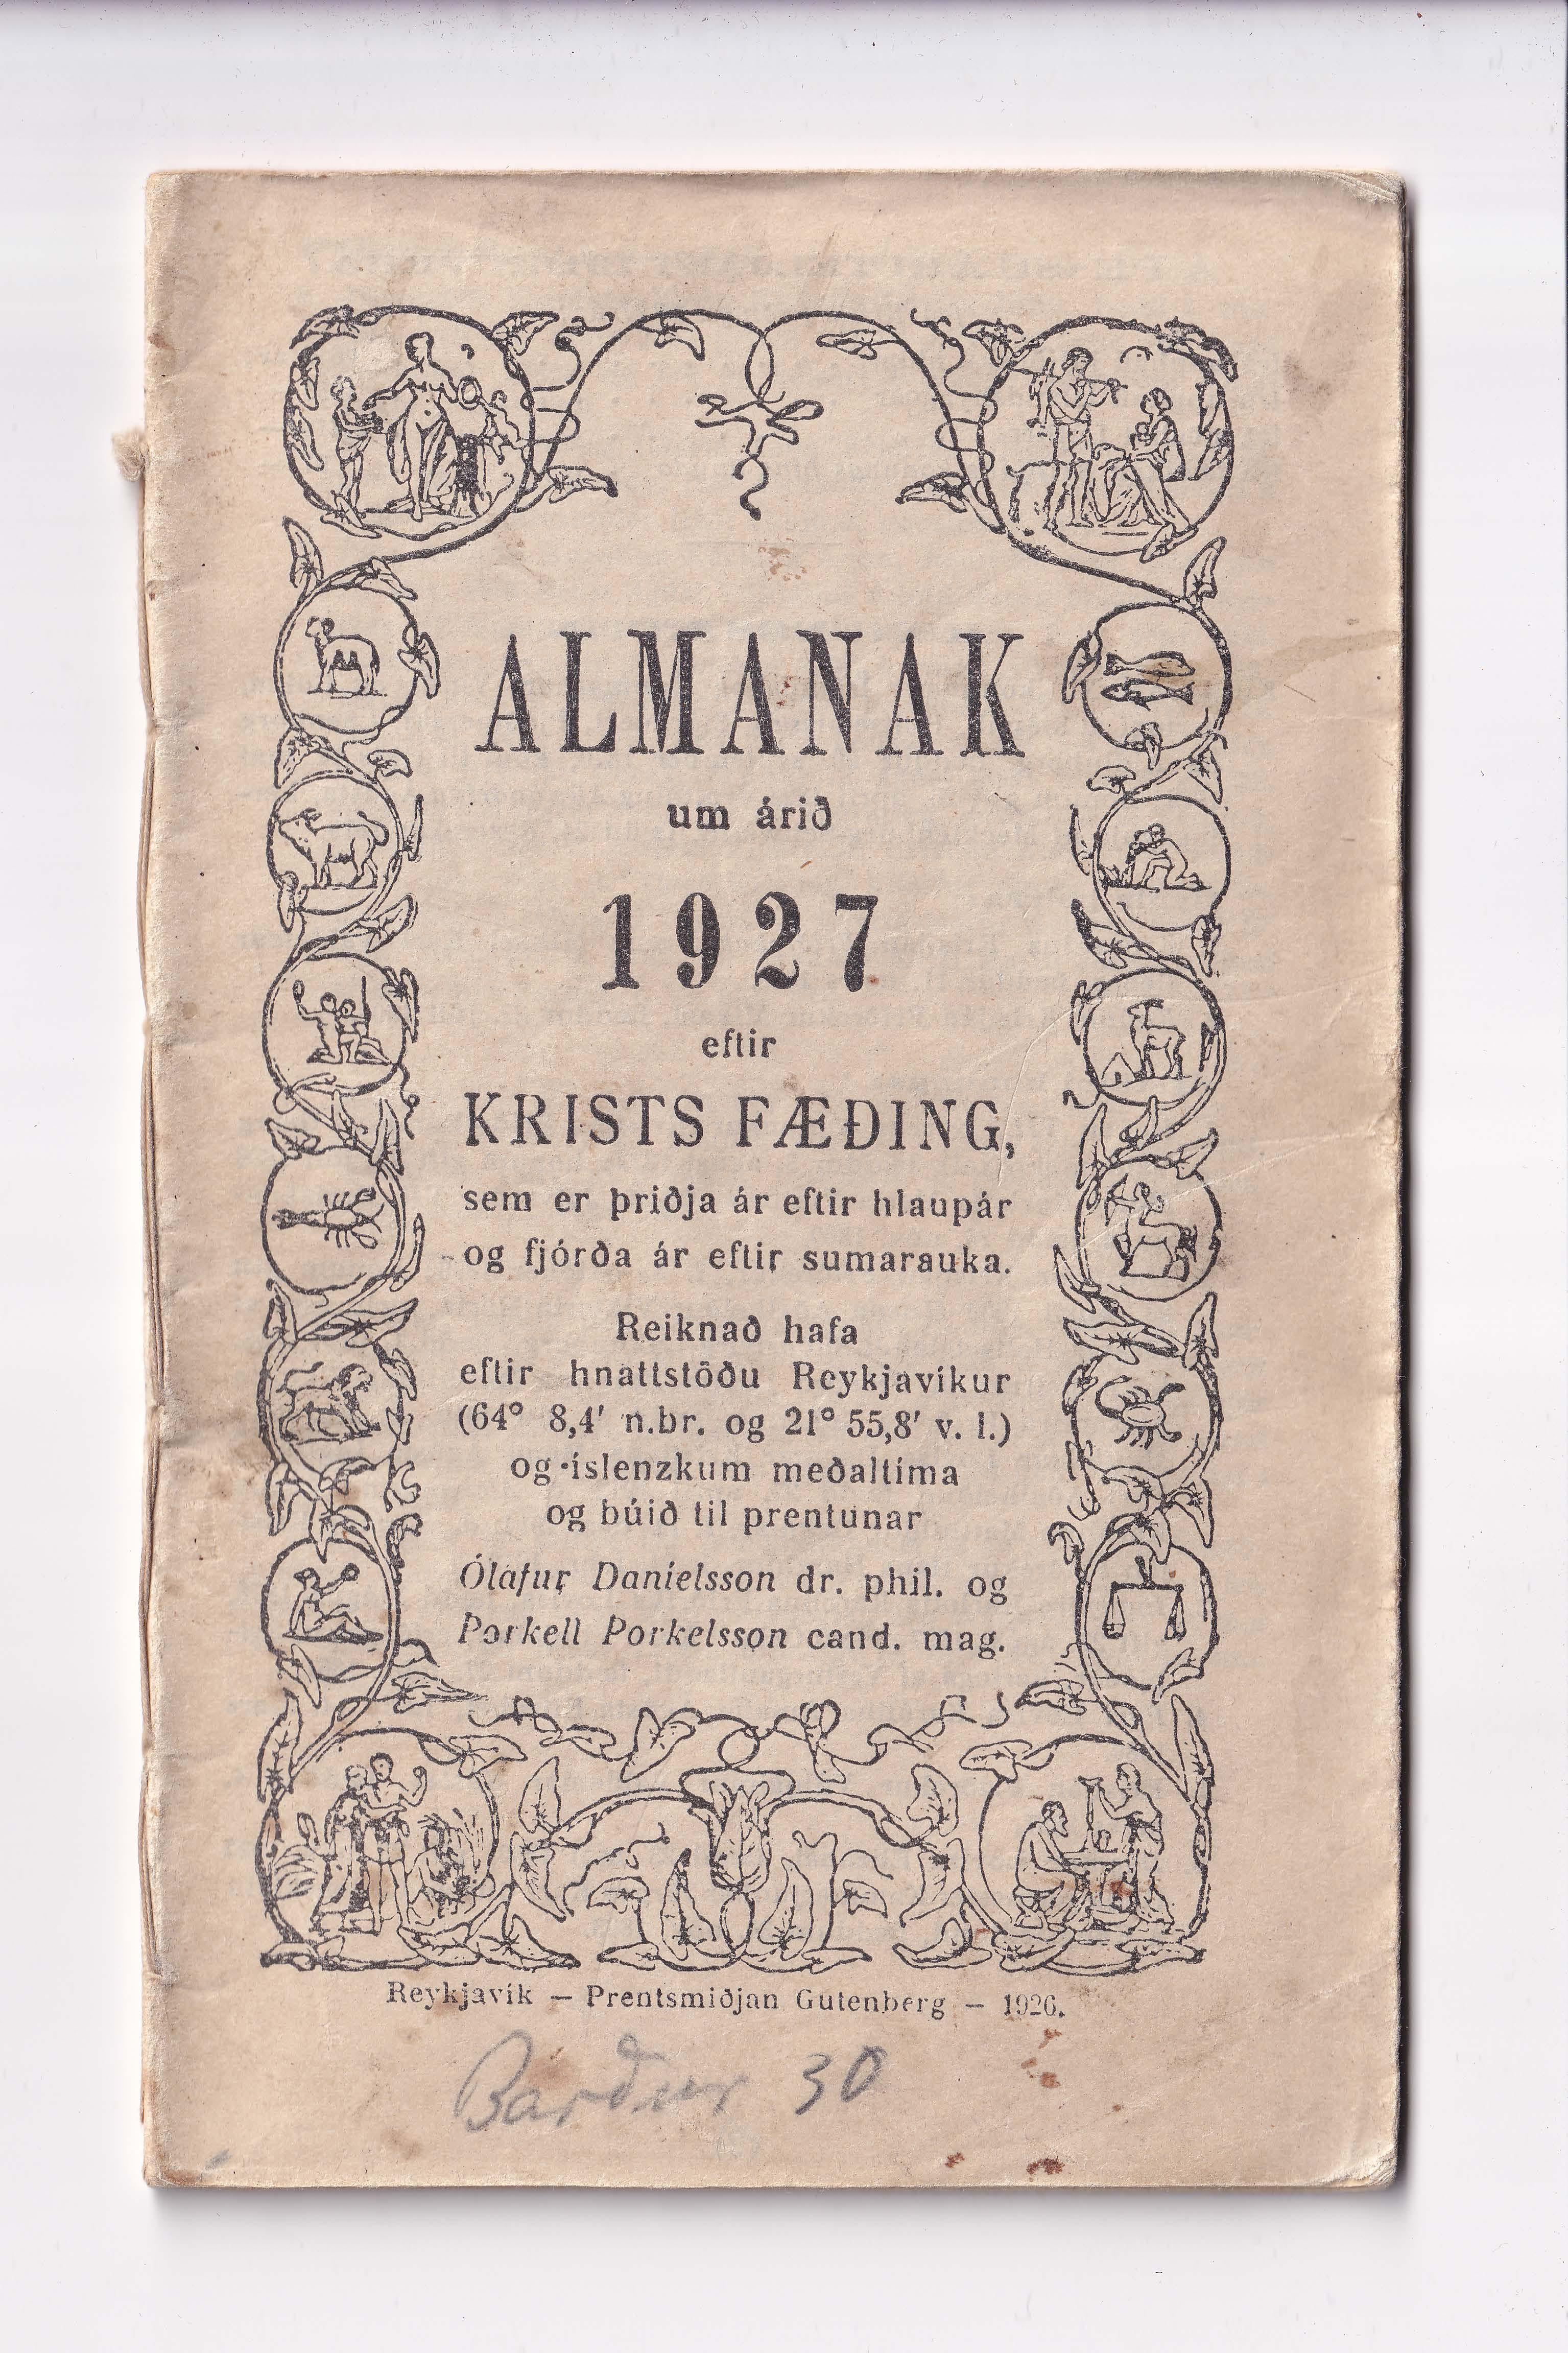 ALMANAK
um árið
1927
eftir
KRISTS FÆÐING,
sem er þriðja ár eftir hlaupár
og fjórða ár eftir sumarauka.
Reiknað hafa
eftir hnattstöðu Reykjavíkur
(64° 8,4′ n.br. og 21° 55,8′ v. l.)
og íslenzkum meðaltíma
og búið til prentunar
Ólafur Daníelsson dr. phil. og
Þorkell Þorkelsson cand. mag.
Reykjavík – Prentsmiðjan Gutenberg – 1926.
Barður 30